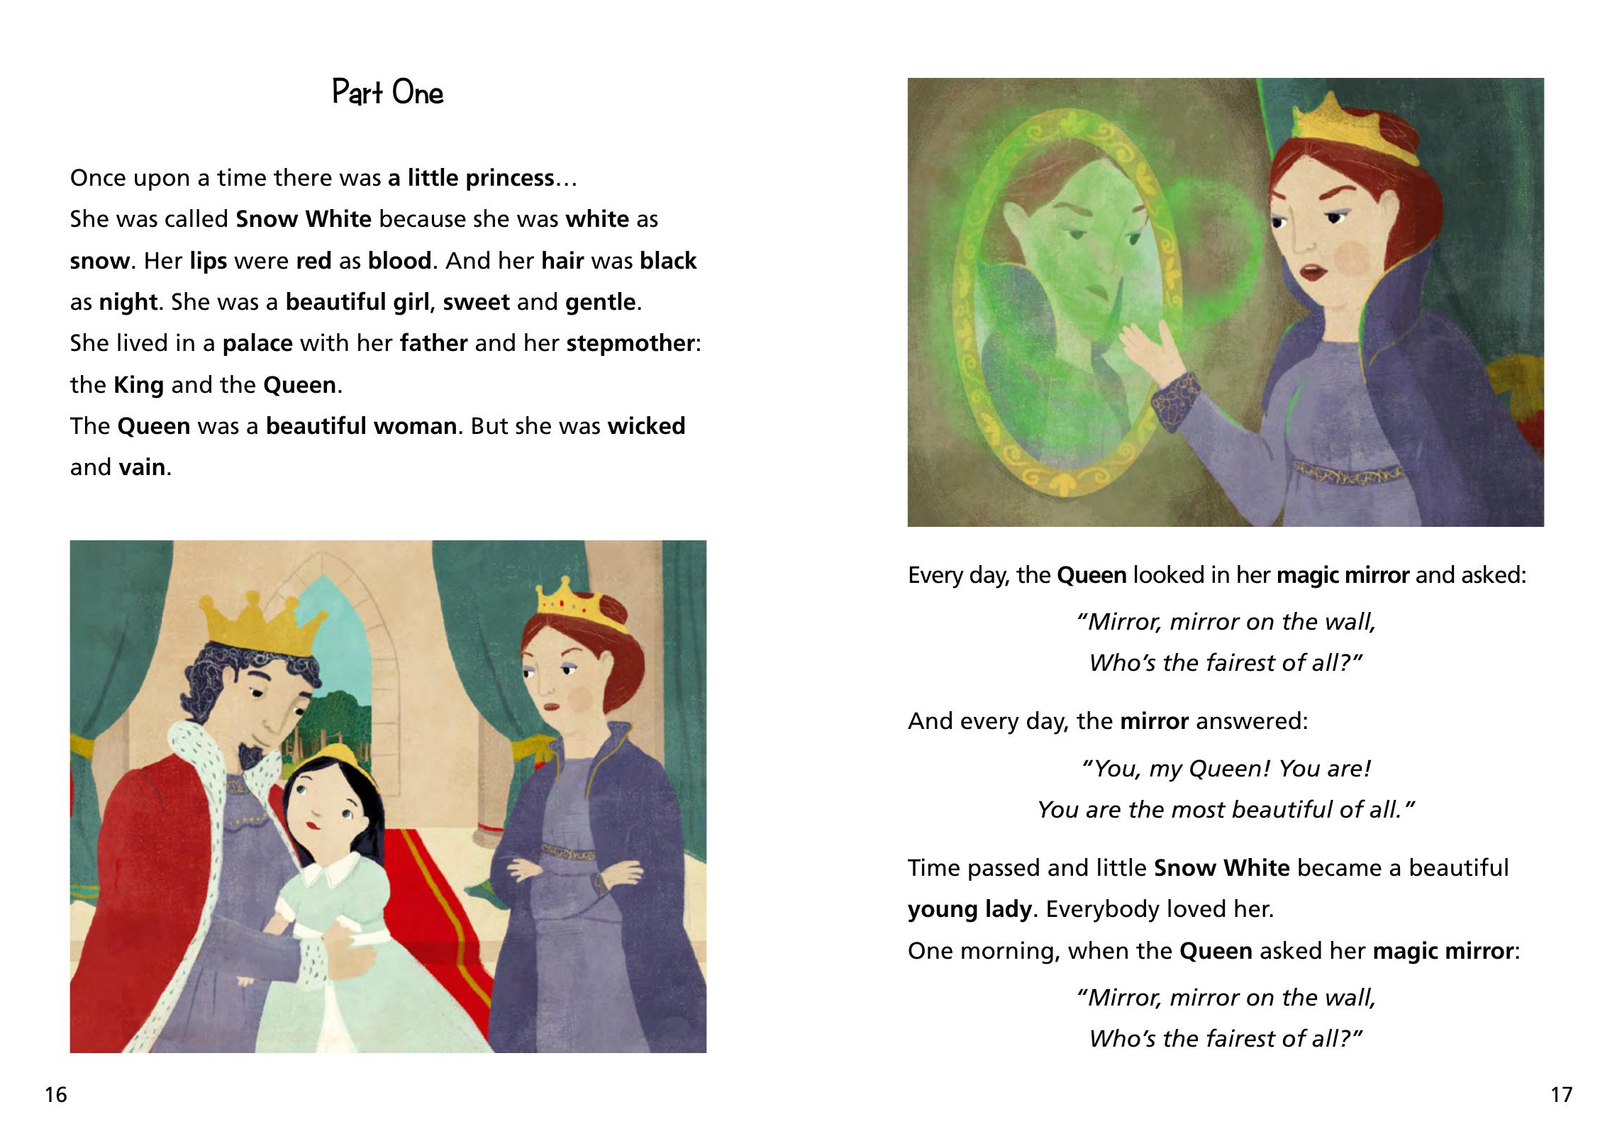 Part One
Once upon a time there was a little princess…
She was called Snow White because she was white as
snow. Her lips were red as blood. And her hair was black
as night. She was a beautiful girl, sweet and gentle.
She lived in a palace with her father and her stepmother:
the King and the Queen.
The Queen was a beautiful woman. But she was wicked
and vain.
16
Every day, the Queen looked in her magic mirror and asked:
“Mirror, mirror on the wall,
Who’s the fairest of all?”
And every day, the mirror answered:
“You, my Queen! You are!
You are the most beautiful of all.”
Time passed and little Snow White became a beautiful
young lady. Everybody loved her.
One morning, when the Queen asked her magic mirror:
“Mirror, mirror on the wall,
Who’s the fairest of all?”
17